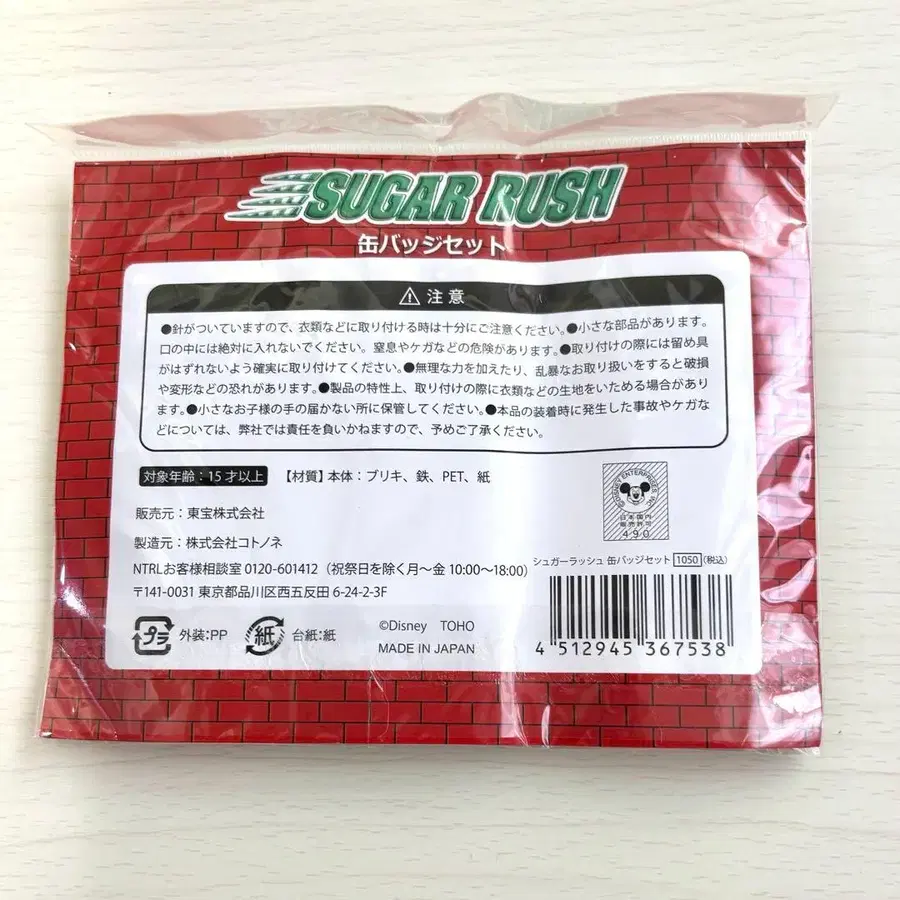 SUGAR RUSH
缶バッジセット
注意
●針がついていますので、衣類などに取り付ける時は十分にご注意ください。●小さな部品があります。
口の中には絶対に入れないでください。窒息やケガなどの危険があります。●取り付けの際には留め具
がはずれないよう確実に取り付けてください。●無理な力を加えたり、乱暴なお取り扱いをすると破損
や変形などの恐れがあります。●製品の特性上、取り付けの際に衣類などの生地をいためる場合があり
ます。●小さなお子様の手の届かない所に保管してください。●本品の装着時に発生した事故やケガな
どについては、弊社では責任を負いかねますので、予めご了承ください。
対象年齢：15才以上 【材質】本体：ブリキ、鉄、PET、紙
販売元：東宝株式会社
製造元：株式会社コトノネ
NTRLお客様相談室 0120-601412（祝祭日を除く月～金 10:00～18:00）
〒141-0031 東京都品川区西五反田 6-24-2-3F
DISNEY ENTERPRISES, INC.
日本国内
販売許可
490
シュガーラッシュ 缶バッジセット 1050 (税込)
プラ 外装:PP 紙 台紙:紙
©Disney TOHO
MADE IN JAPAN
4 512945 367538